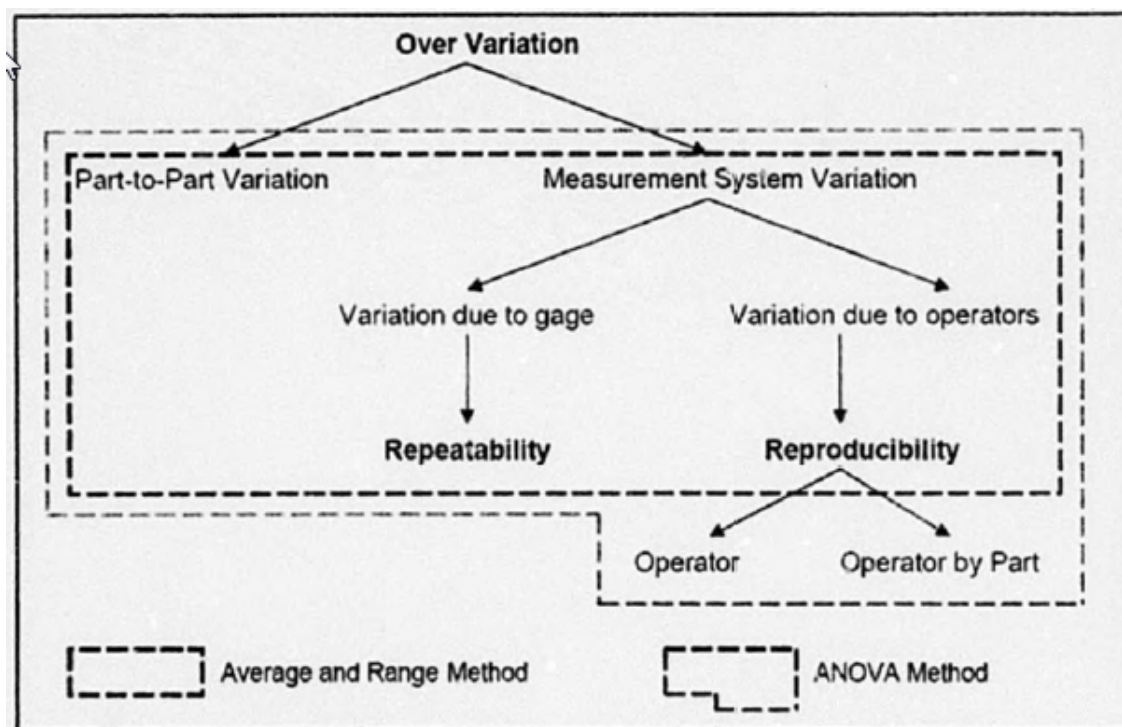 Over Variation
Part-to-Part Variation Measurement System Variation
Variation due to gage Variation due to operators
Repeatability Reproducibility
Operator Operator by Part
Average and Range Method ANOVA Method